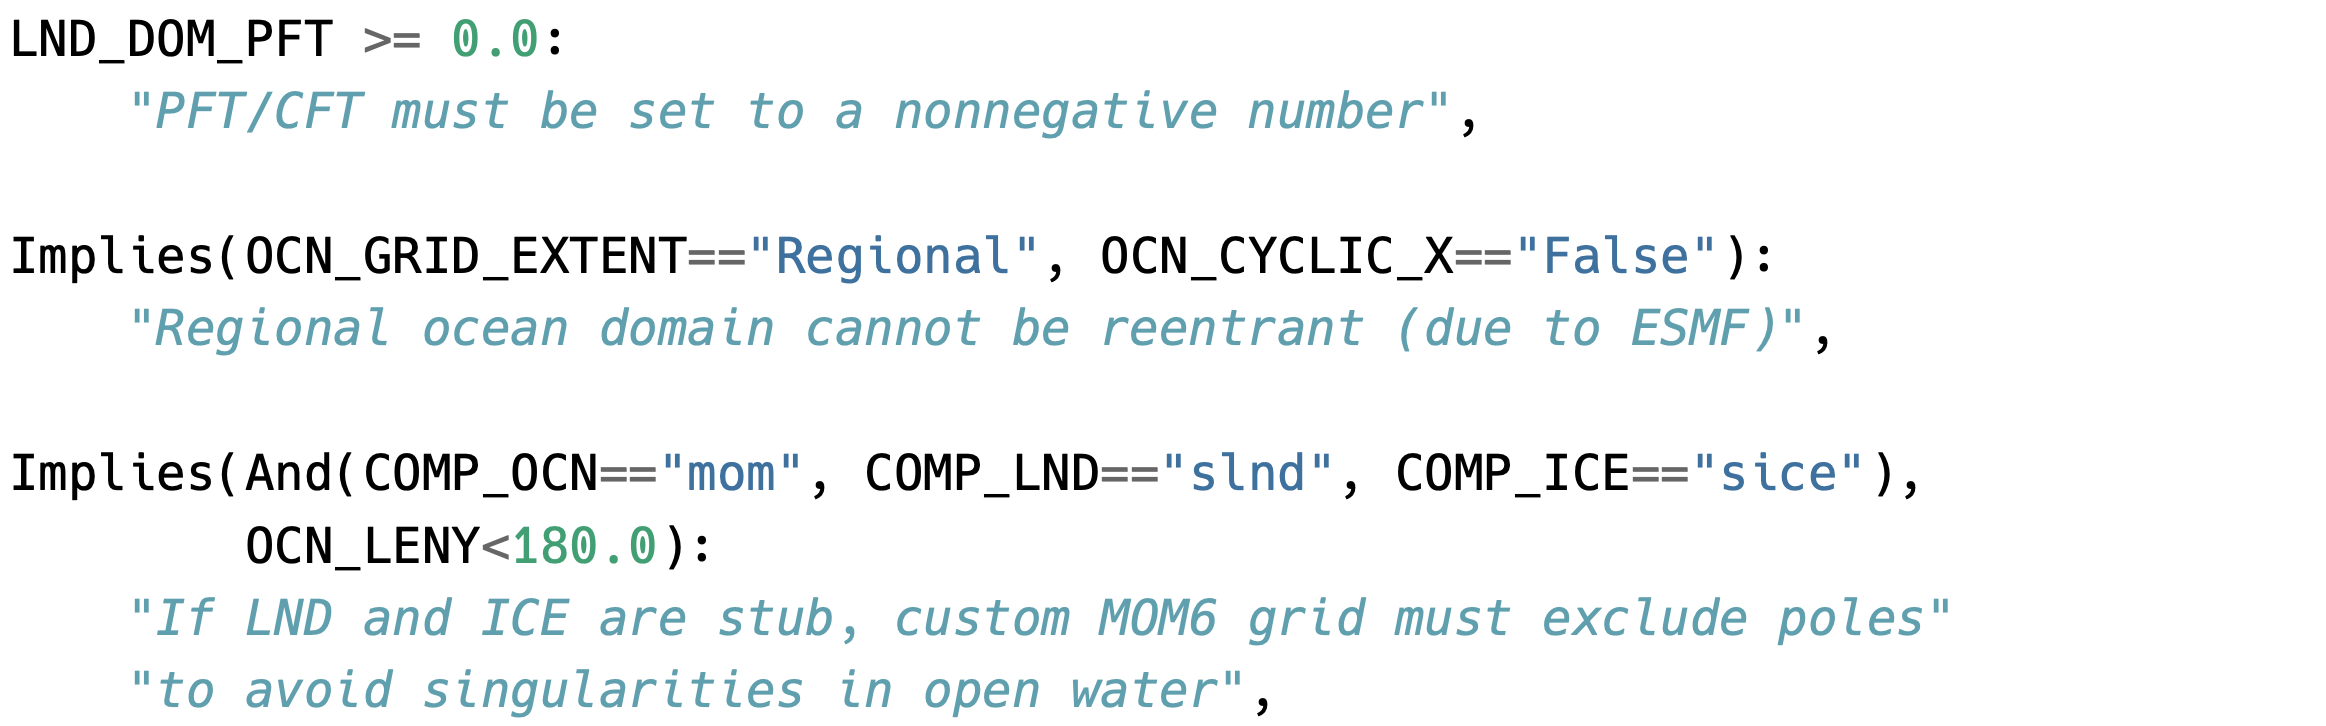 LND_DOM_PFT >= 0.0:
    "PFT/CFT must be set to a nonnegative number",
Implies(OCN_GRID_EXTENT=="Regional", OCN_CYCLIC_X=="False"):
    "Regional ocean domain cannot be reentrant (due to ESMF)",
Implies(And(COMP_OCN=="mom", COMP_LND=="slnd", COMP_ICE=="sice"),
        OCN_LENY<180.0):
    "If LND and ICE are stub, custom MOM6 grid must exclude poles"
    "to avoid singularities in open water",